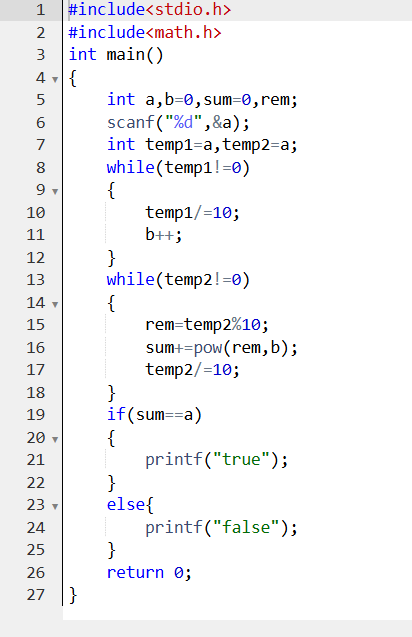 1 #include<stdio.h>
2 #include<math.h>
3 int main()
4 {
5     int a,b=0,sum=0,rem;
6     scanf("%d",&a);
7     int temp1=a,temp2=a;
8     while(temp1!=0)
9     {
10         temp1/=10;
11         b++;
12     }
13     while(temp2!=0)
14     {
15         rem=temp2%10;
16         sum+=pow(rem,b);
17         temp2/=10;
18     }
19     if(sum==a)
20     {
21         printf("true");
22     }
23     else{
24         printf("false");
25     }
26     return 0;
27 }